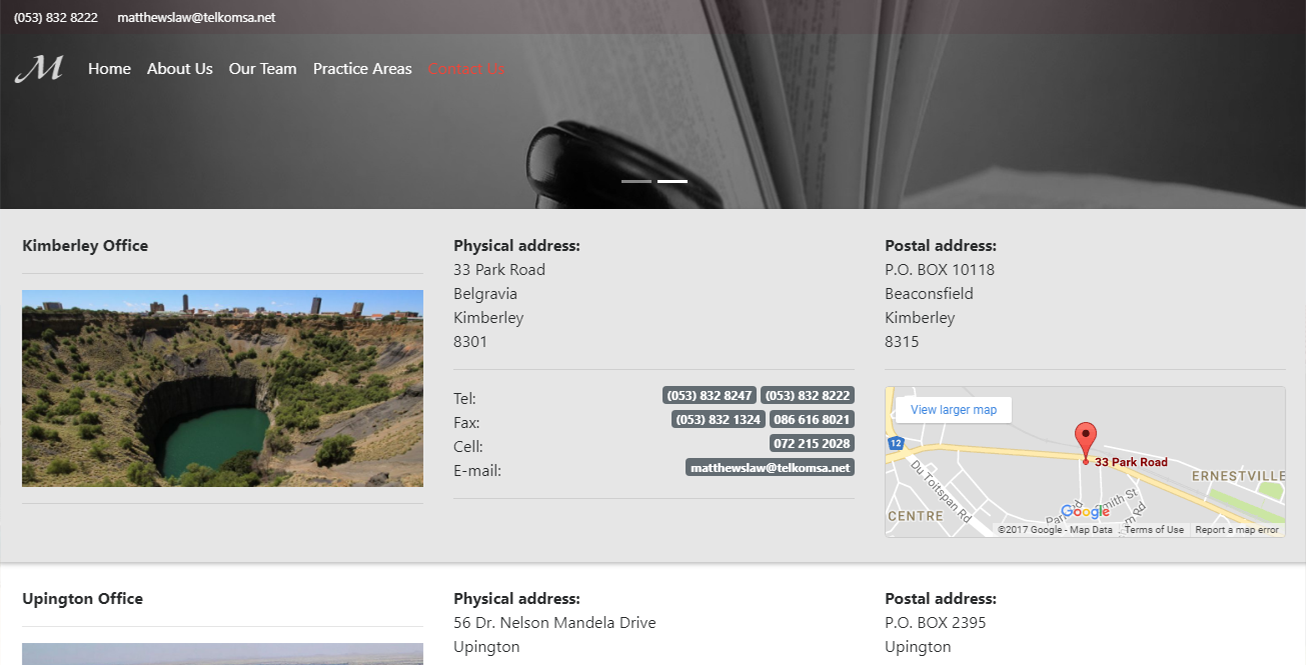 (053) 832 8222 matthewslaw@telkomsa.net
M Home About Us Our Team Practice Areas Contact Us
Kimberley Office
Physical address:
33 Park Road
Belgravia
Kimberley
8301
Postal address:
P.O. BOX 10118
Beaconsfield
Kimberley
8315
Tel: (053) 832 8247 (053) 832 8222
Fax: (053) 832 1324 086 616 8021
Cell: 072 215 2028
E-mail: matthewslaw@telkomsa.net
View larger map
12
33 Park Road
ERNESTVILLE
Du Toitspan Rd
CENTRE
Google
©2017 Google - Map Data Terms of Use Report a map error
Upington Office
Physical address:
56 Dr. Nelson Mandela Drive
Upington
Postal address:
P.O. BOX 2395
Upington